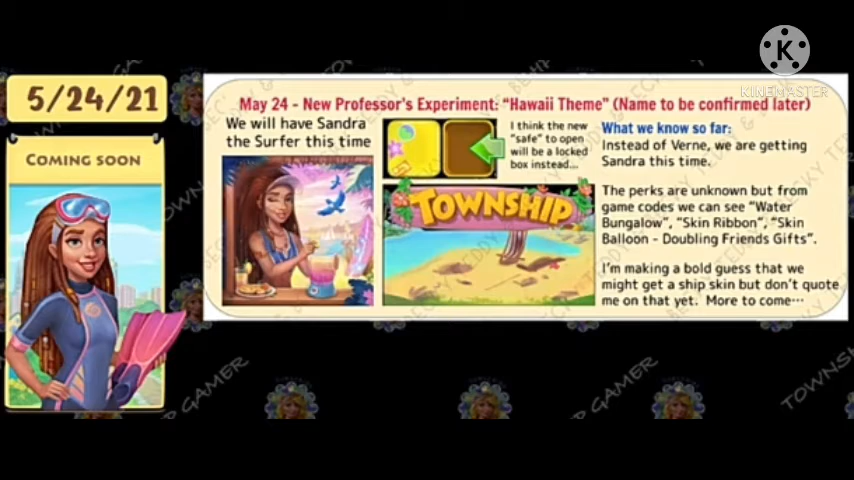 KINEMASTER
5/24/21
COMING SOON
May 24 - New Professor's Experiment: "Hawaii Theme" (Name to be confirmed later)
We will have Sandra
the Surfer this time
I think the new
"safe" to open
will be a locked
box instead...
TOWNSHIP
What we know so far:
Instead of Verne, we are getting
Sandra this time.
The perks are unknown but from
game codes we can see "Water
Bungalow", "Skin Ribbon", "Skin
Balloon - Doubling Friends Gifts".
I'm making a bold guess that we
might get a ship skin but don't quote
me on that yet. More to come...